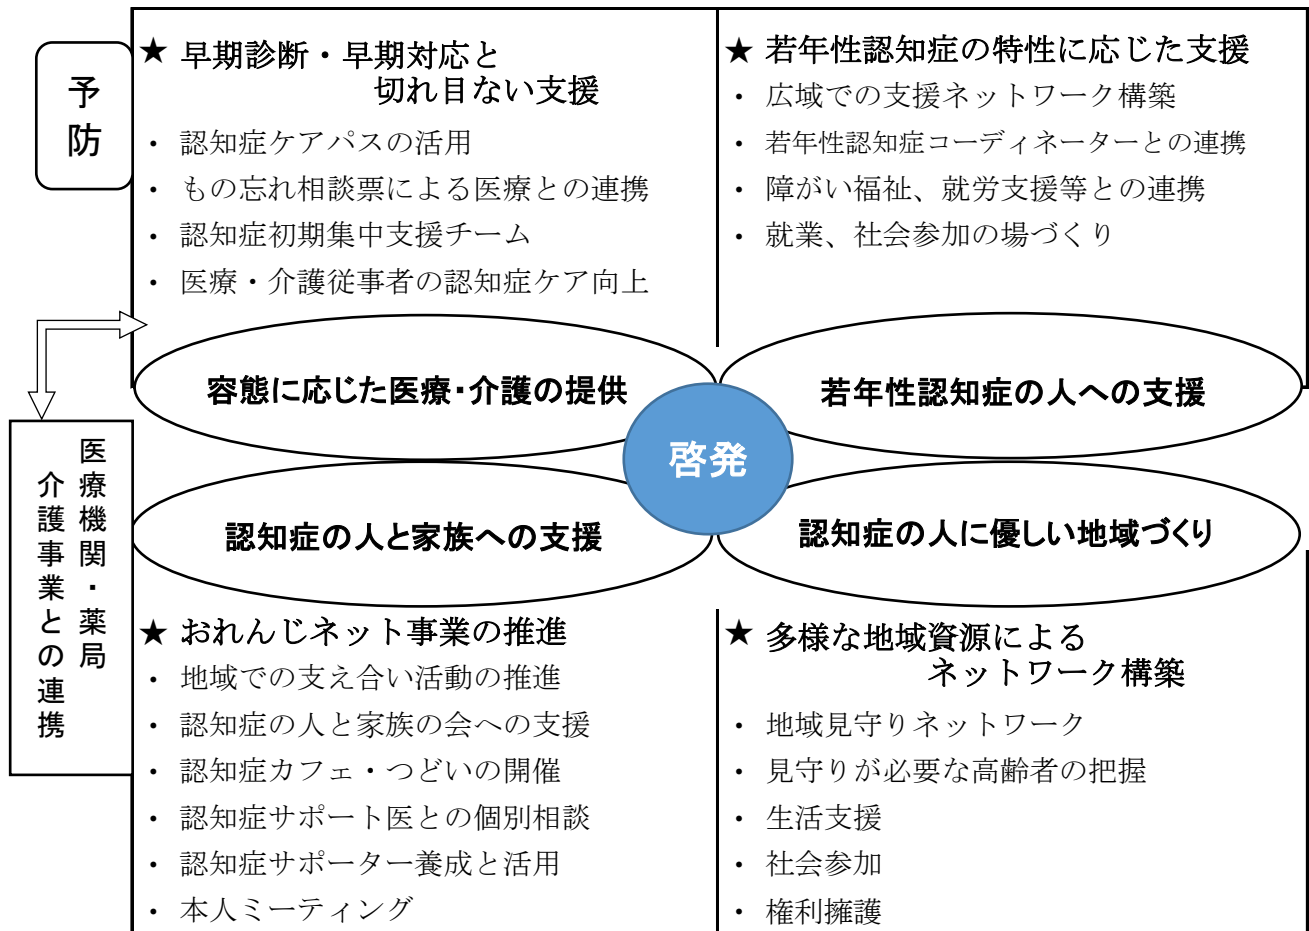 予防
★ 早期診断・早期対応と
切れ目ない支援
・ 認知症ケアパスの活用
・ もの忘れ相談票による医療との連携
・ 認知症初期集中支援チーム
・ 医療・介護従事者の認知症ケア向上
★ 若年性認知症の特性に応じた支援
・ 広域での支援ネットワーク構築
・ 若年性認知症コーディネーターとの連携
・ 障がい福祉、就労支援等との連携
・ 就業、社会参加の場づくり
容態に応じた医療・介護の提供
若年性認知症の人への支援
啓発
認知症の人と家族への支援
認知症の人に優しい地域づくり
医療機関・薬局
介護事業との連携
★ おれんじネット事業の推進
・ 地域での支え合い活動の推進
・ 認知症の人と家族の会への支援
・ 認知症カフェ・つどいの開催
・ 認知症サポート医との個別相談
・ 認知症サポーター養成と活用
・ 本人ミーティング
★ 多様な地域資源による
ネットワーク構築
・ 地域見守りネットワーク
・ 見守りが必要な高齢者の把握
・ 生活支援
・ 社会参加
・ 権利擁護